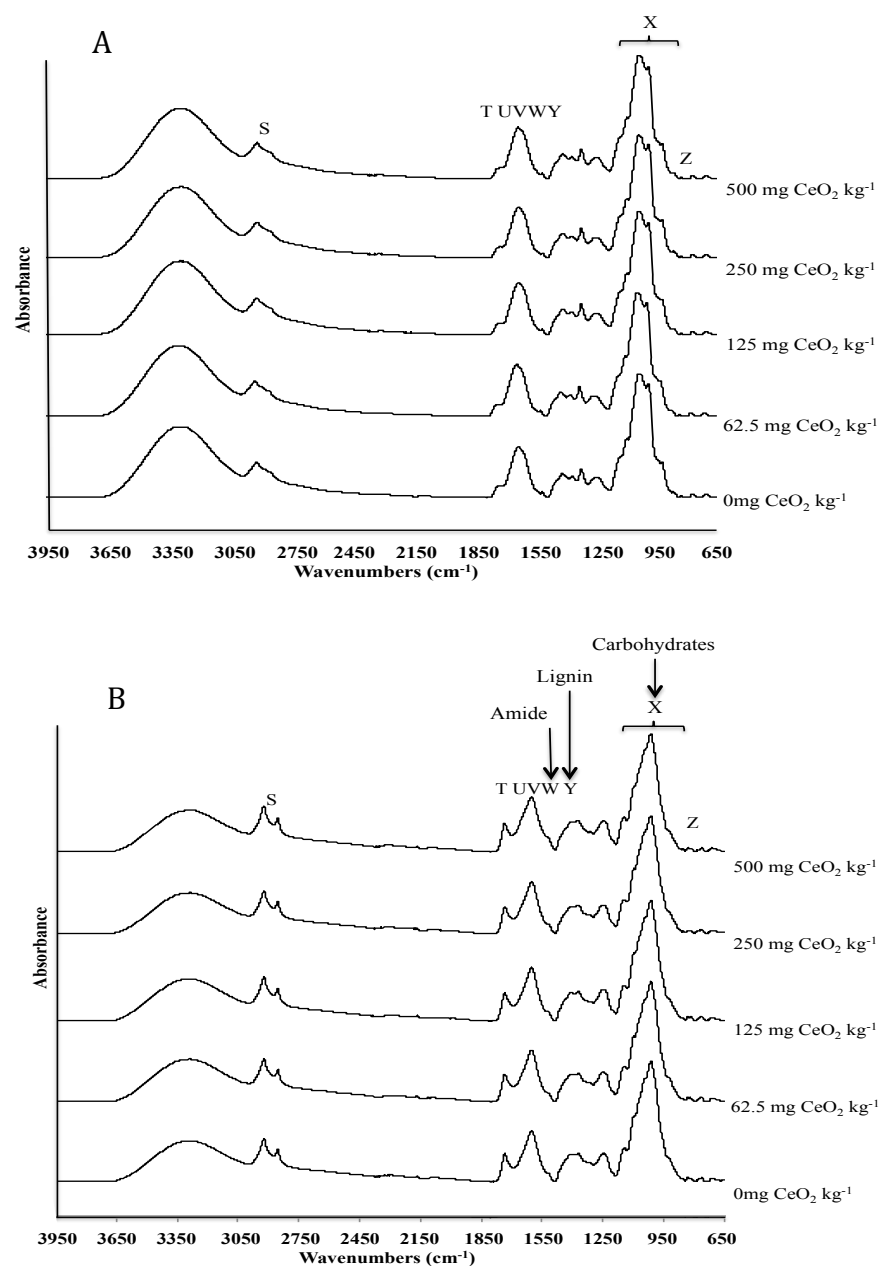 A
X
S
T UVWY
Z
500 mg CeO₂ kg⁻¹
250 mg CeO₂ kg⁻¹
125 mg CeO₂ kg⁻¹
62.5 mg CeO₂ kg⁻¹
0mg CeO₂ kg⁻¹
Absorbance
3950 3650 3350 3050 2750 2450 2150 1850 1550 1250 950 650
Wavenumbers (cm⁻¹)
B
Carbohydrates
Lignin
Amide
X
S
T UVW Y
Z
500 mg CeO₂ kg⁻¹
250 mg CeO₂ kg⁻¹
125 mg CeO₂ kg⁻¹
62.5 mg CeO₂ kg⁻¹
0mg CeO₂ kg⁻¹
Absorbance
3950 3650 3350 3050 2750 2450 2150 1850 1550 1250 950 650
Wavenumbers (cm⁻¹)